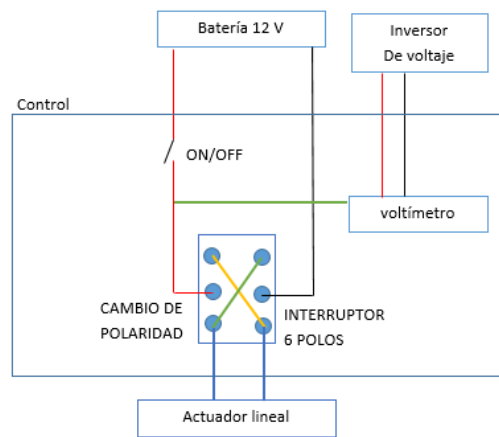 Batería 12 V
Inversor
De voltaje
Control
ON/OFF
voltímetro
CAMBIO DE
POLARIDAD
INTERRUPTOR
6 POLOS
Actuador lineal